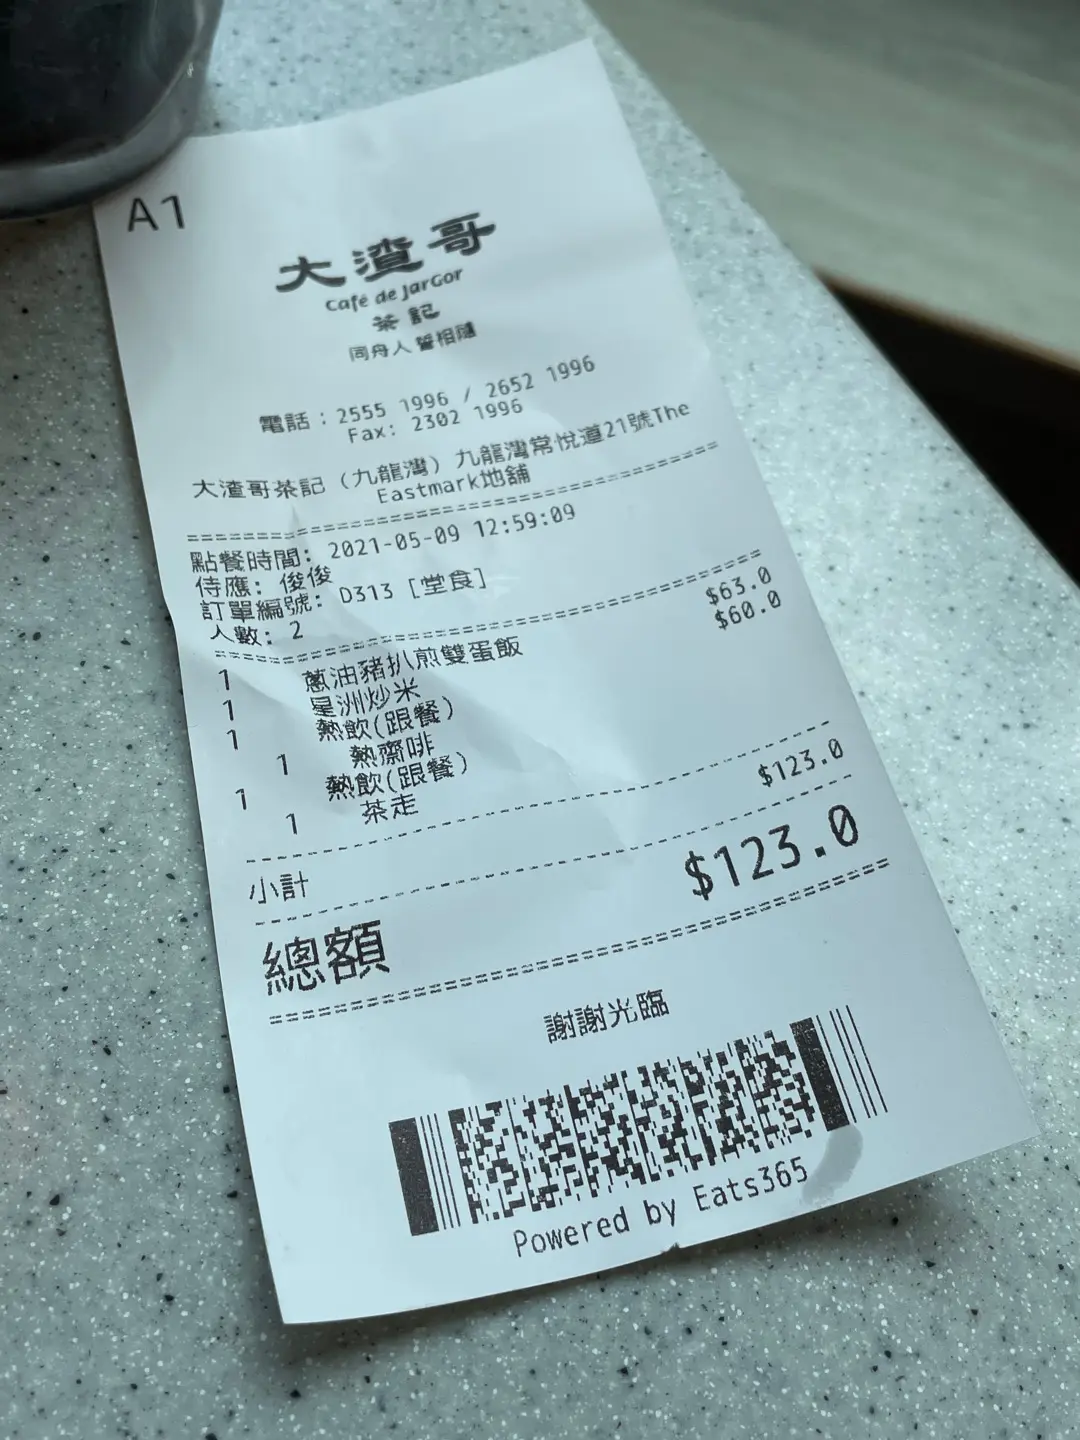 A1
大渣哥
Café de JarGor
茶記
同舟人誓相隨
電話：2555 1996 / 2652 1996
Fax: 2302 1996
大渣哥茶記（九龍灣）九龍灣常悅道21號The
Eastmark地舖
點餐時間: 2021-05-09 12:59:09
侍應: 俊俊
訂單編號: D313 [堂食]
人數: 2
1 蔥油豬扒煎雙蛋飯 $63.0
1 星洲炒米 $60.0
1 熱飲(跟餐)
1 熱齋啡
1 熱飲(跟餐)
1 茶走
小計 $123.0
總額 $123.0
謝謝光臨
Powered by Eats365